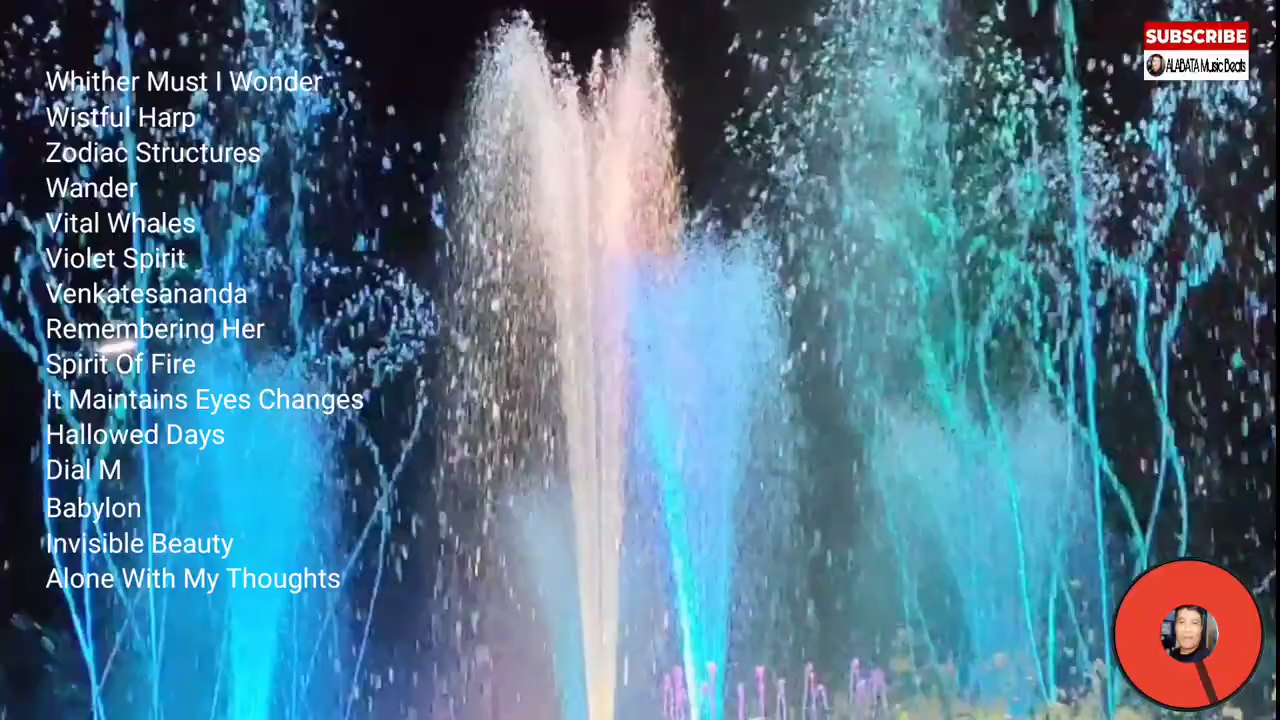 SUBSCRIBE
ALABATA Music Beats
Whither Must I Wonder
Wistful Harp
Zodiac Structures
Wander
Vital Whales
Violet Spirit
Venkatesananda
Remembering Her
Spirit Of Fire
It Maintains Eyes Changes
Hallowed Days
Dial M
Babylon
Invisible Beauty
Alone With My Thoughts